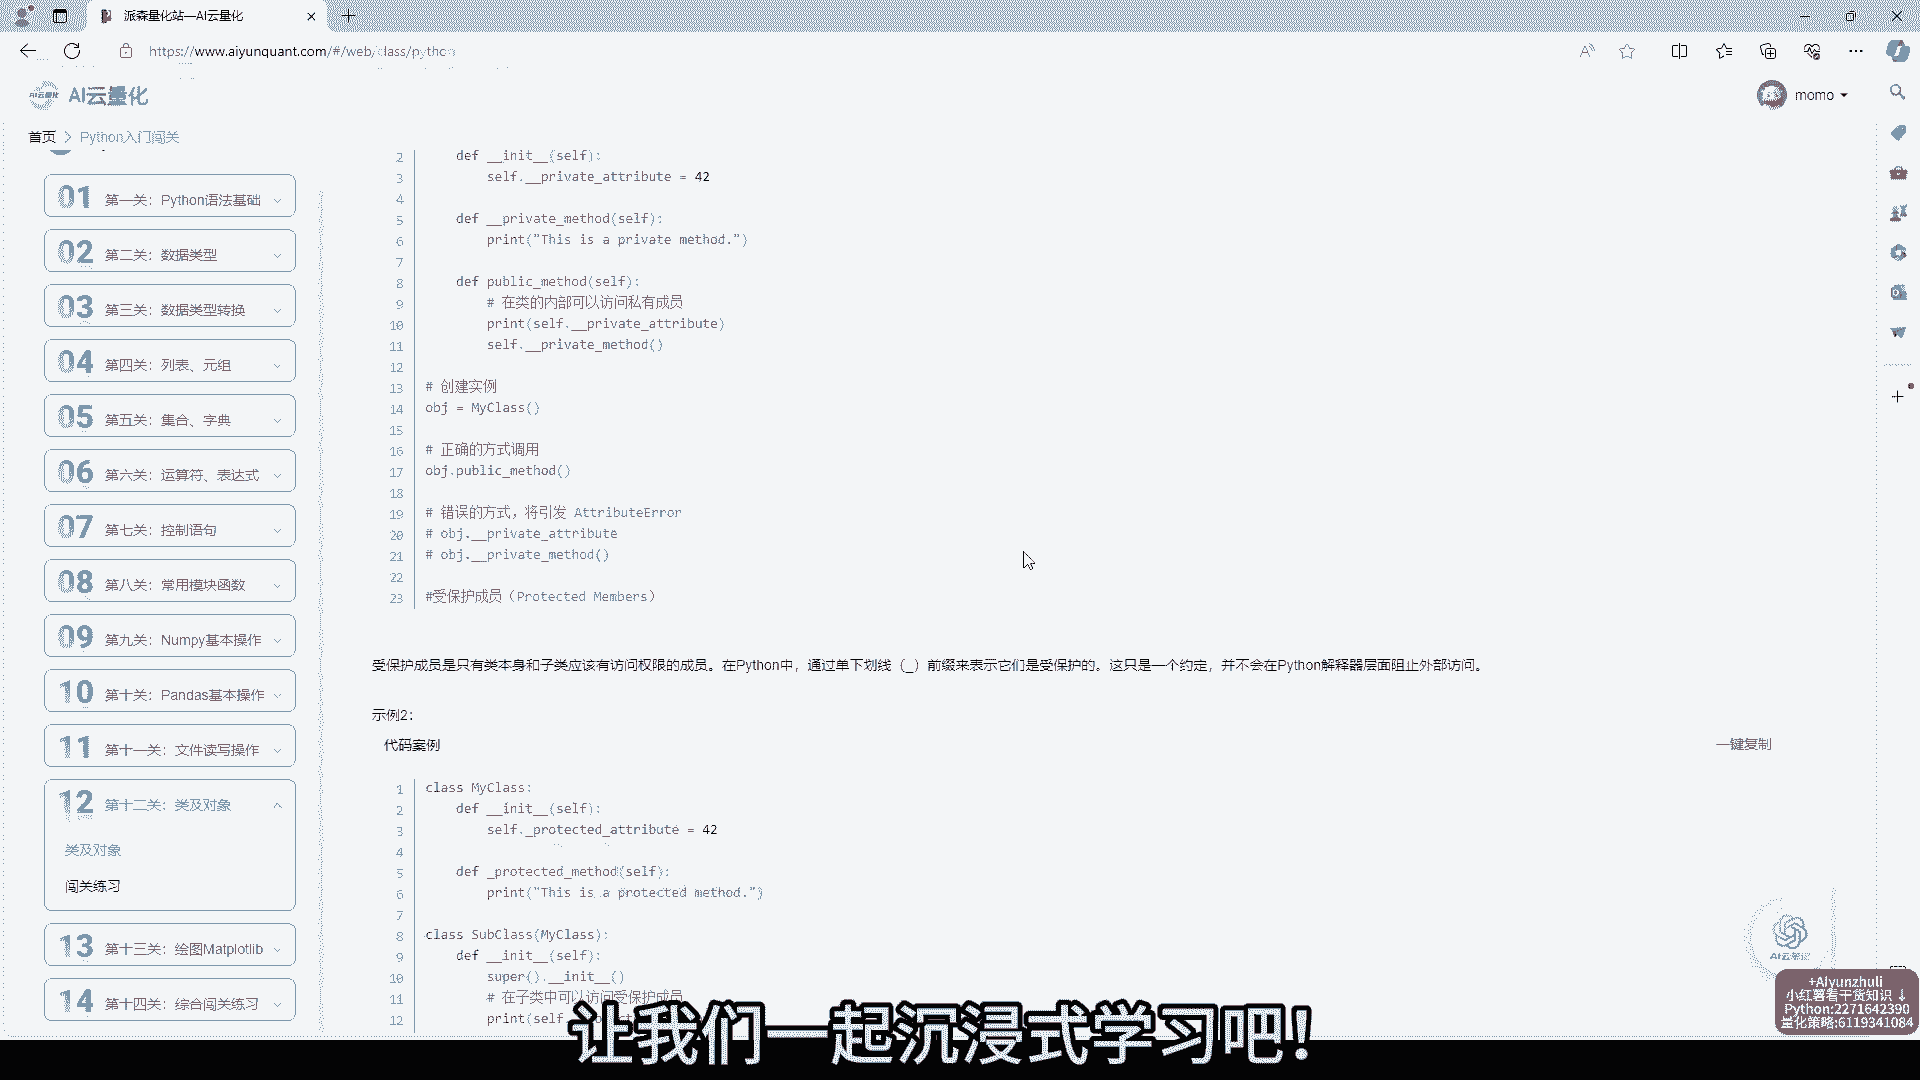 派森量化站—AI云量化
https://www.aiyunquant.com/#/web/class/python
AI云量化
momo
首页 > Python入门闯关
01 第一关：Python语法基础
02 第二关：数据类型
03 第三关：数据类型转换
04 第四关：列表、元组
05 第五关：集合、字典
06 第六关：运算符、表达式
07 第七关：控制语句
08 第八关：常用模块函数
09 第九关：Numpy基本操作
10 第十关：Pandas基本操作
11 第十一关：文件读写操作
12 第十二关：类及对象
类及对象
闯关练习
13 第十三关：绘图Matplotlib
14 第十四关：综合闯关练习
2 def __init__(self):
3 self.__private_attribute = 42
4
5 def __private_method(self):
6 print("This is a private method.")
7
8 def public_method(self):
9 # 在类的内部可以访问私有成员
10 print(self.__private_attribute)
11 self.__private_method()
12
13 # 创建实例
14 obj = MyClass()
15
16 # 正确的方式调用
17 obj.public_method()
18
19 # 错误的方式，将引发 AttributeError
20 # obj.__private_attribute
21 # obj.__private_method()
22
23 #受保护成员（Protected Members）
受保护成员是只有类本身和子类应该有访问权限的成员。在Python中，通过单下划线（_）前缀来表示它们是受保护的。这只是一个约定，并不会在Python解释器层面阻止外部访问。
示例2：
代码案例 一键复制
1 class MyClass:
2 def __init__(self):
3 self._protected_attribute = 42
4
5 def _protected_method(self):
6 print("This is a protected method.")
7
8 class SubClass(MyClass):
9 def __init__(self):
10 super().__init__()
11 # 在子类中可以访问受保护成员
12 print(self
让我们一起沉浸式学习吧！
+Aiyunzhuli
小红薯看干货知识 ↓
Python:2271642390
量化策略:6119341084